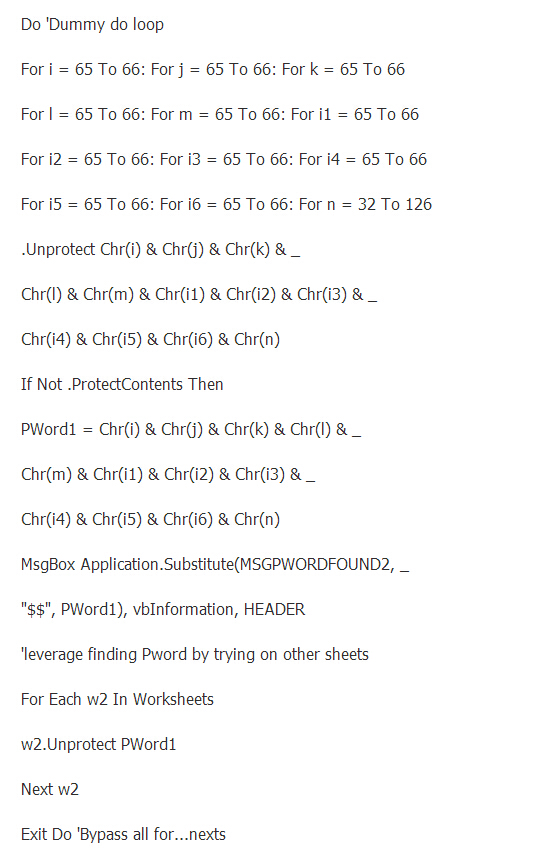 Do 'Dummy do loop
For i = 65 To 66: For j = 65 To 66: For k = 65 To 66
For l = 65 To 66: For m = 65 To 66: For i1 = 65 To 66
For i2 = 65 To 66: For i3 = 65 To 66: For i4 = 65 To 66
For i5 = 65 To 66: For i6 = 65 To 66: For n = 32 To 126
.Unprotect Chr(i) & Chr(j) & Chr(k) & _
Chr(l) & Chr(m) & Chr(i1) & Chr(i2) & Chr(i3) & _
Chr(i4) & Chr(i5) & Chr(i6) & Chr(n)
If Not .ProtectContents Then
PWord1 = Chr(i) & Chr(j) & Chr(k) & Chr(l) & _
Chr(m) & Chr(i1) & Chr(i2) & Chr(i3) & _
Chr(i4) & Chr(i5) & Chr(i6) & Chr(n)
MsgBox Application.Substitute(MSGPWORDFOUND2, _
"$$", PWord1), vbInformation, HEADER
'leverage finding Pword by trying on other sheets
For Each w2 In Worksheets
w2.Unprotect PWord1
Next w2
Exit Do 'Bypass all for...nexts